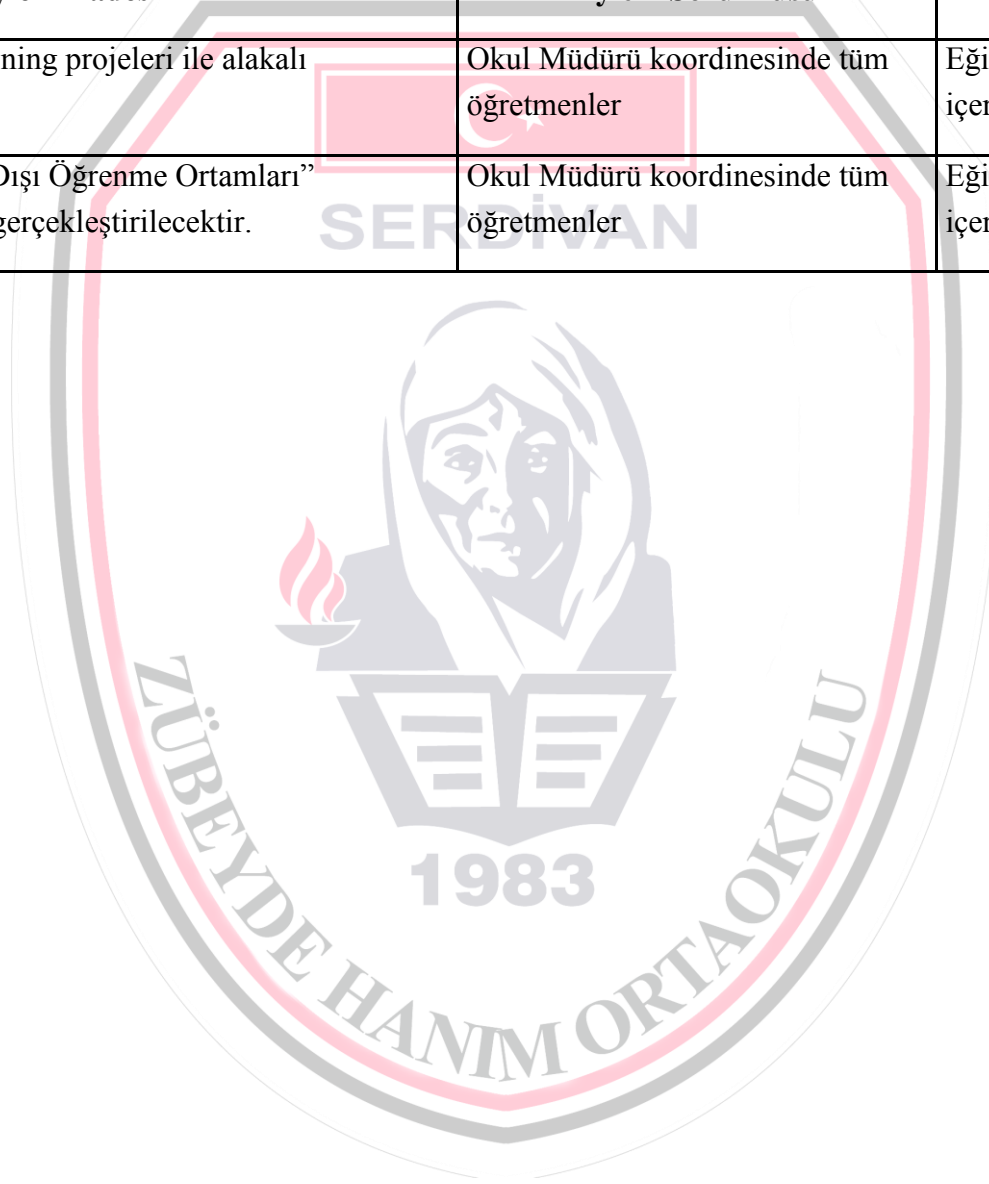 ning projeleri ile alakalı
Okul Müdürü koordinesinde tüm
öğretmenler
Dışı Öğrenme Ortamları”
gerçekleştirilecektir.
Okul Müdürü koordinesinde tüm
öğretmenler
SERDİVAN
1983
ZÜBEYDE HANIM ORTAOKULU